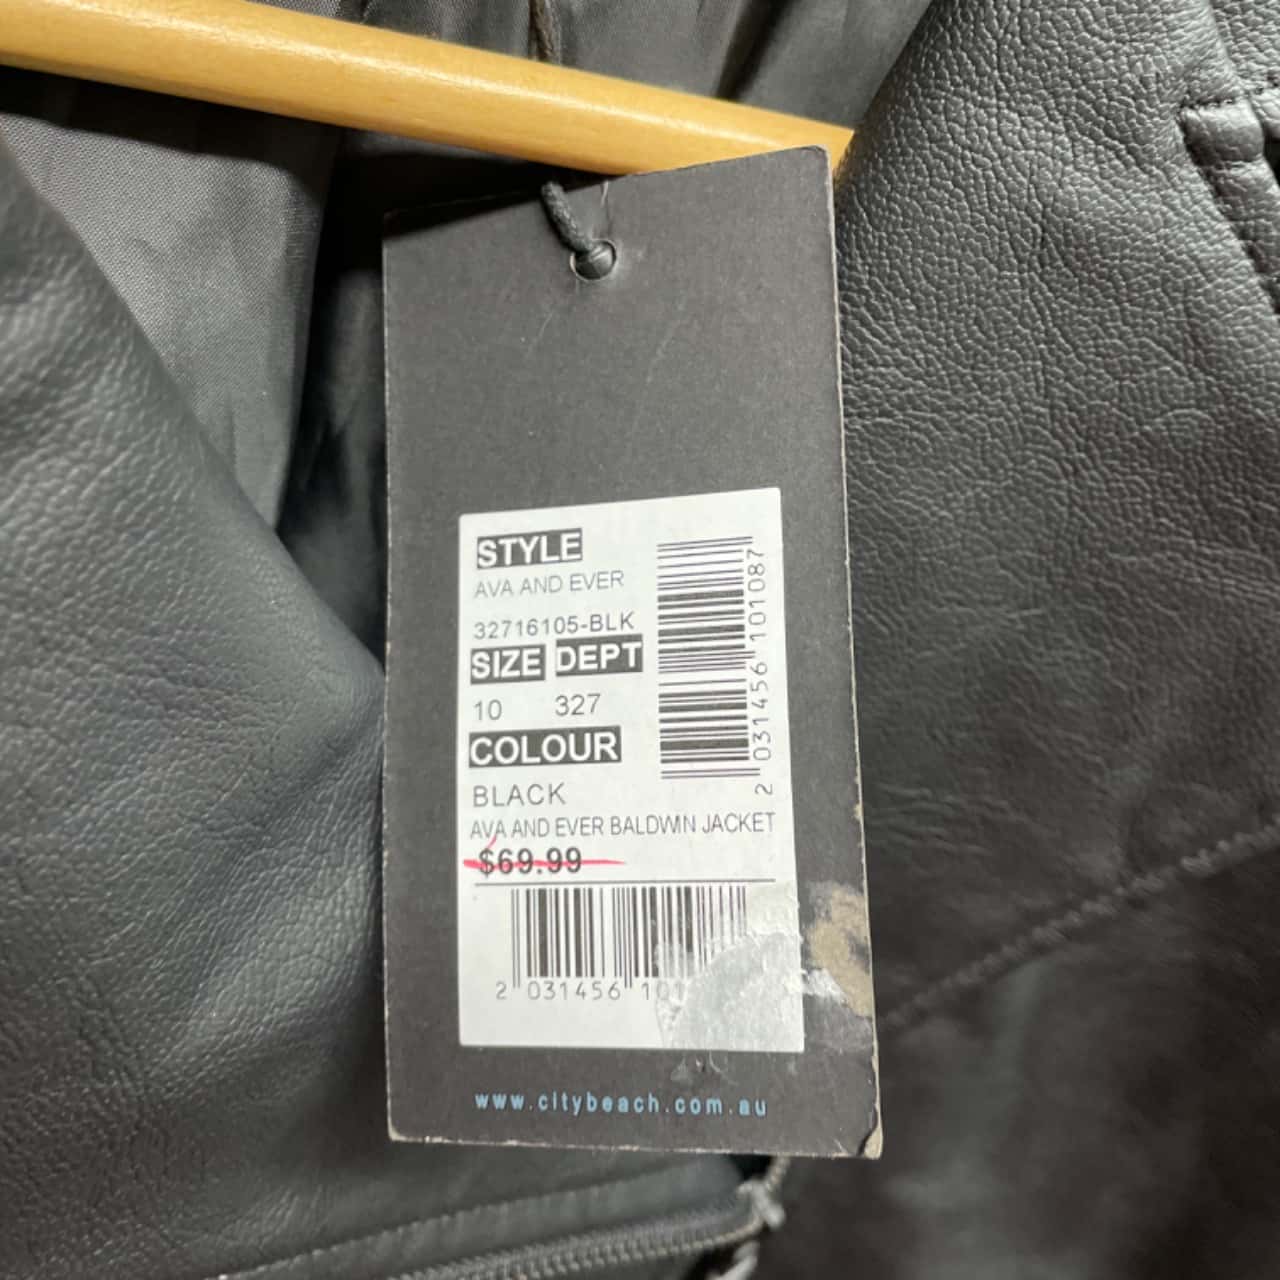 STYLE
AVA AND EVER
32716105-BLK
SIZE DEPT
10 327
COLOUR
BLACK
AVA AND EVER BALDWIN JACKET
$69.99
2 031456 101087
2 031456 10
www.citybeach.com.au